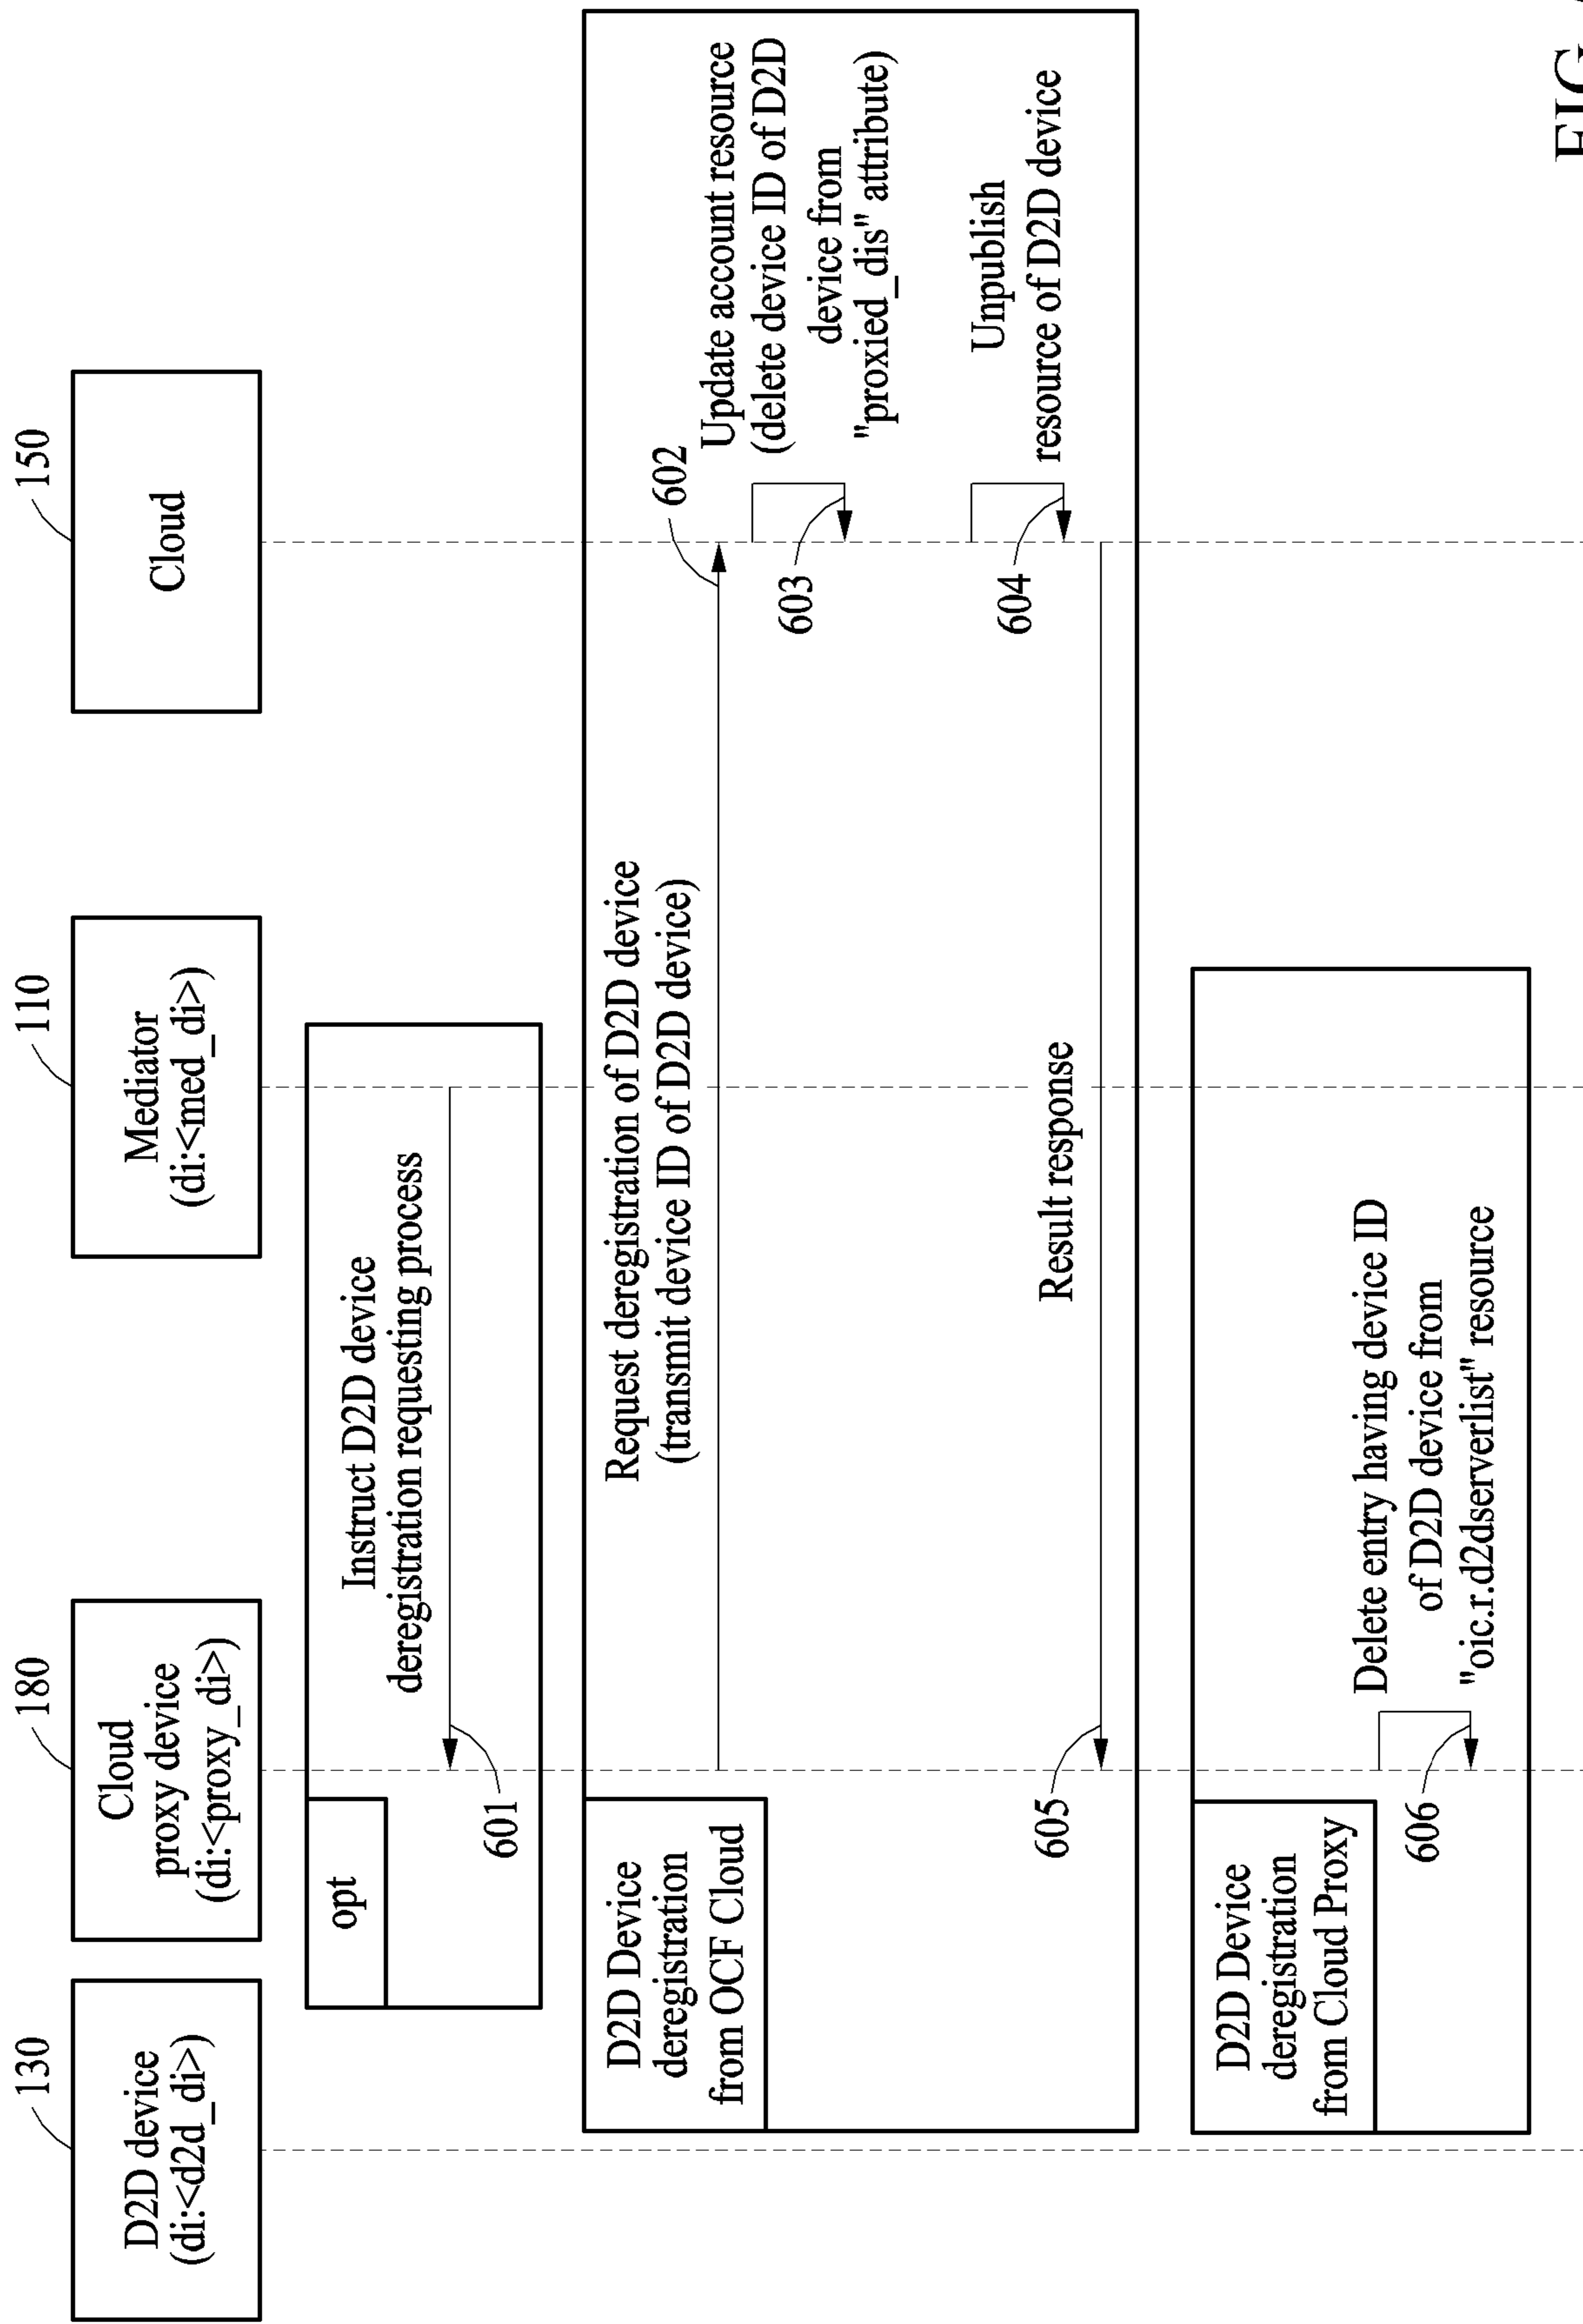 130
D2D device
(di:<d2d_di>)
180
Cloud
proxy device
(di:<proxy_di>)
110
Mediator
(di:<med_di>)
150
Cloud
opt
Instruct D2D device
deregistration requesting process
601
D2D Device
deregistration
from OCF Cloud
Request deregistration of D2D device
(transmit device ID of D2D device)
602
Update account resource
(delete device ID of D2D
device from
"proxied_dis" attribute)
603
Unpublish
resource of D2D device
604
Result response
605
D2D Device
deregistration
from Cloud Proxy
Delete entry having device ID
of D2D device from
"oic.r.d2dserverlist" resource
606
FIG